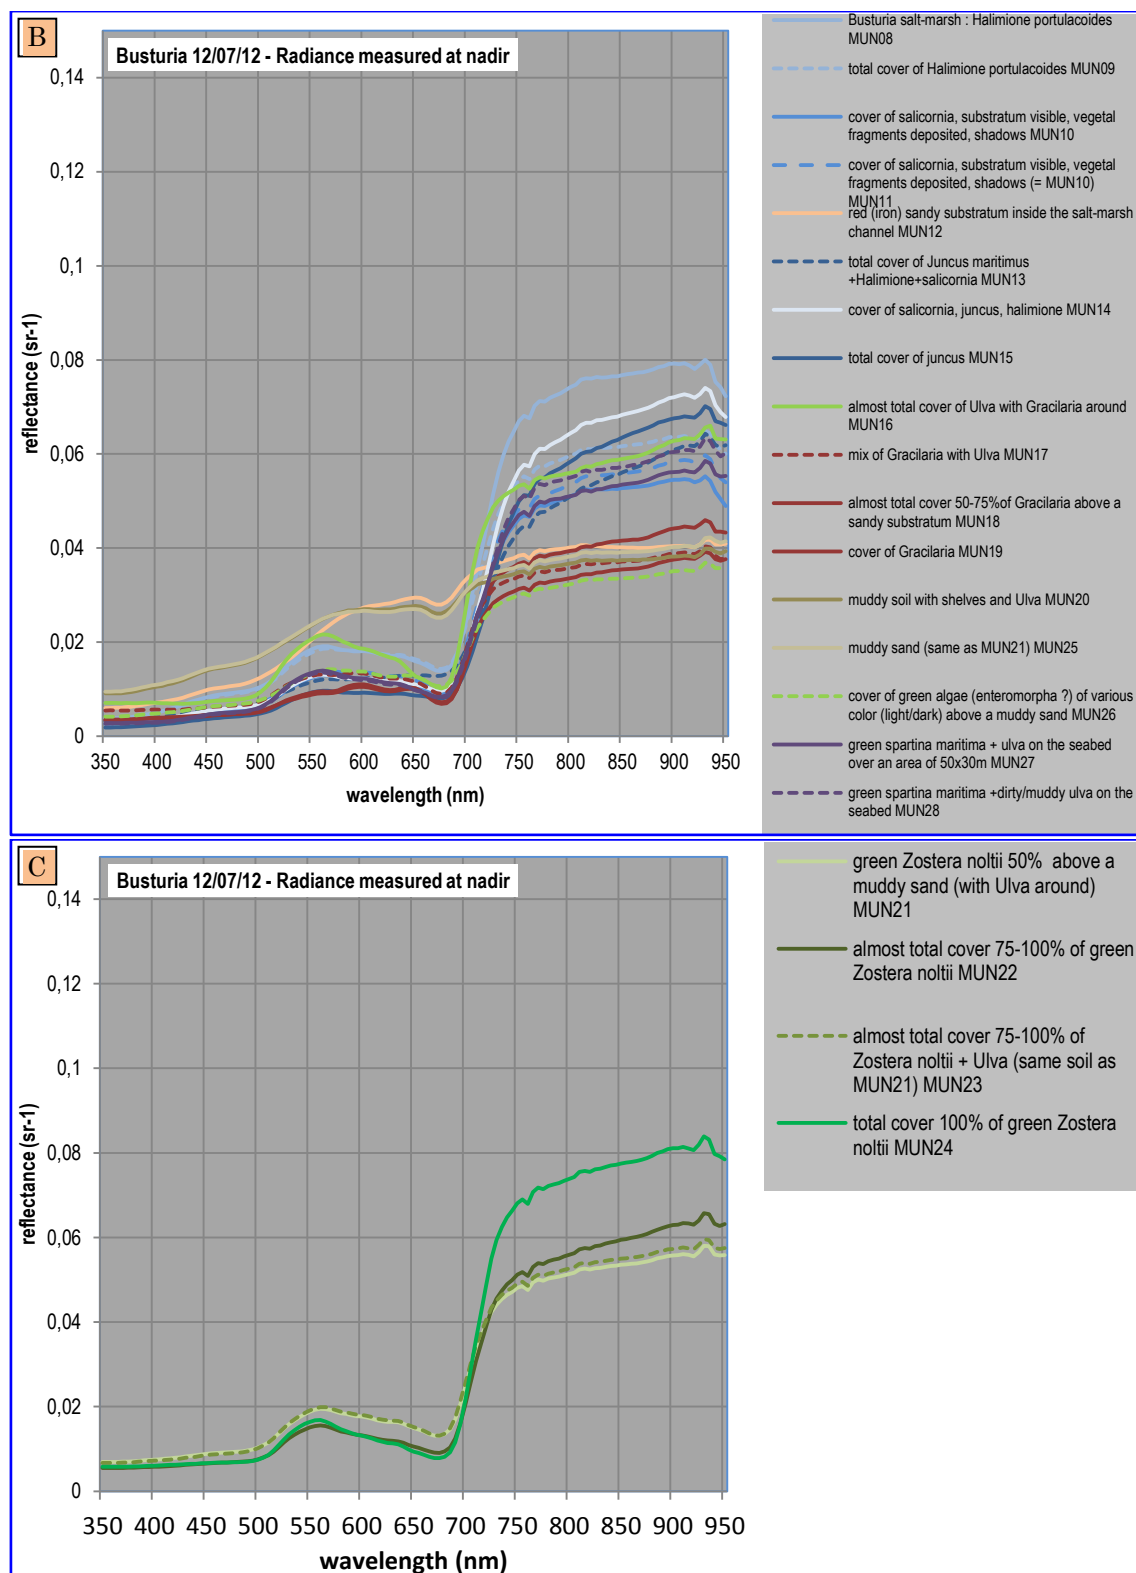 B
Busturia 12/07/12 - Radiance measured at nadir
0,14
0,12
0,1
0,08
0,06
0,04
0,02
0
reflectance (sr-1)
350 400 450 500 550 600 650 700 750 800 850 900 950
wavelength (nm)
Busturia salt-marsh : Halimione portulacoides
MUN08
total cover of Halimione portulacoides MUN09
cover of salicornia, substratum visible, vegetal
fragments deposited, shadows MUN10
cover of salicornia, substratum visible, vegetal
fragments deposited, shadows (= MUN10)
MUN11
red (iron) sandy substratum inside the salt-marsh
channel MUN12
total cover of Juncus maritimus
+Halimione+salicornia MUN13
cover of salicornia, juncus, halimione MUN14
total cover of juncus MUN15
almost total cover of Ulva with Gracilaria around
MUN16
mix of Gracilaria with Ulva MUN17
almost total cover 50-75%of Gracilaria above a
sandy substratum MUN18
cover of Gracilaria MUN19
muddy soil with shelves and Ulva MUN20
muddy sand (same as MUN21) MUN25
cover of green algae (enteromorpha ?) of various
color (light/dark) above a muddy sand MUN26
green spartina maritima + ulva on the seabed
over an area of 50x30m MUN27
green spartina maritima +dirty/muddy ulva on the
seabed MUN28
C
Busturia 12/07/12 - Radiance measured at nadir
0,14
0,12
0,1
0,08
0,06
0,04
0,02
0
reflectance (sr-1)
350 400 450 500 550 600 650 700 750 800 850 900 950
wavelength (nm)
green Zostera noltii 50% above a
muddy sand (with Ulva around)
MUN21
almost total cover 75-100% of green
Zostera noltii MUN22
almost total cover 75-100% of
Zostera noltii + Ulva (same soil as
MUN21) MUN23
total cover 100% of green Zostera
noltii MUN24